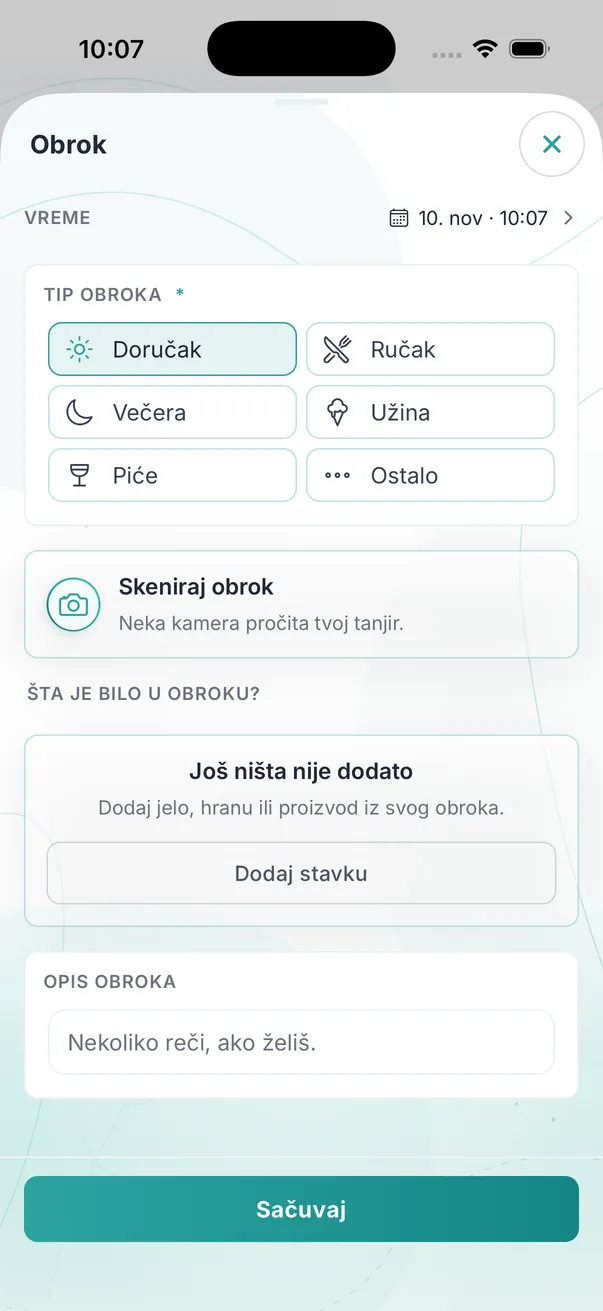 10:07
Obrok
VREME
10. nov · 10:07
TIP OBROKA *
Doručak
Ručak
Večera
Užina
Piće
Ostalo
Skeniraj obrok
Neka kamera pročita tvoj tanjir.
ŠTA JE BILO U OBROKU?
Još ništa nije dodato
Dodaj jelo, hranu ili proizvod iz svog obroka.
Dodaj stavku
OPIS OBROKA
Nekoliko reči, ako želiš.
Sačuvaj